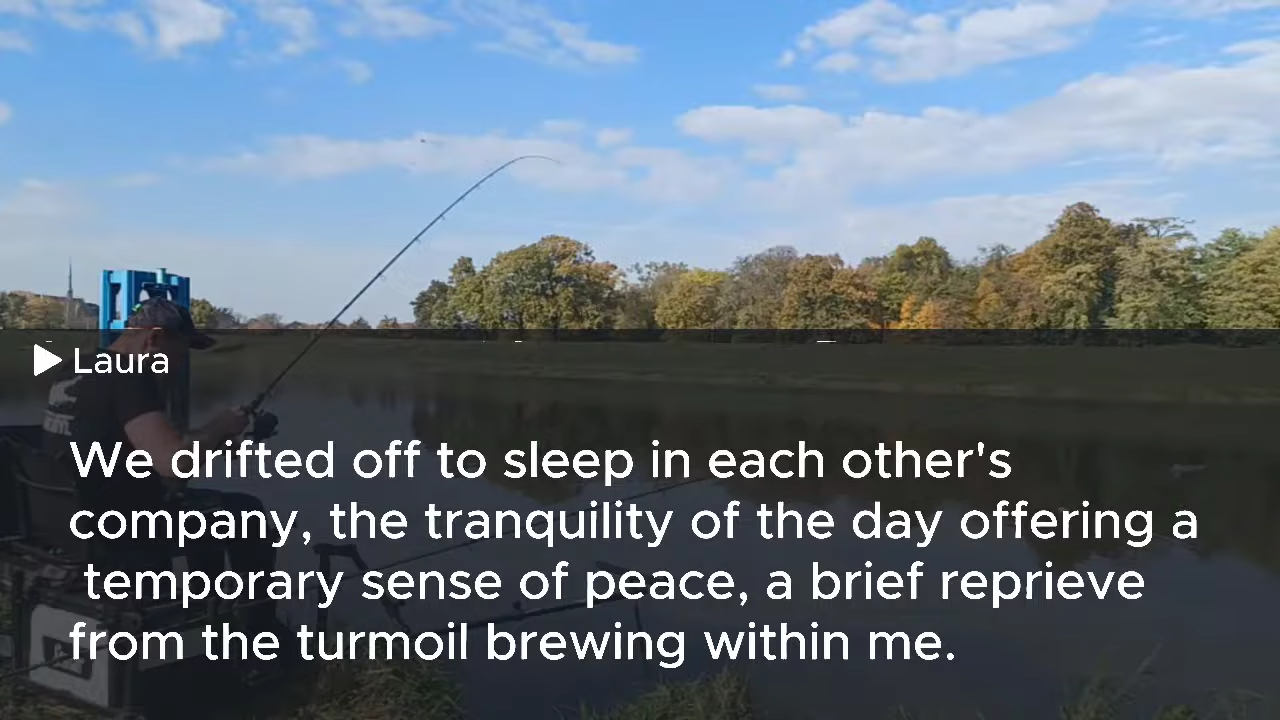 Laura
We drifted off to sleep in each other's
company, the tranquility of the day offering a
temporary sense of peace, a brief reprieve
from the turmoil brewing within me.